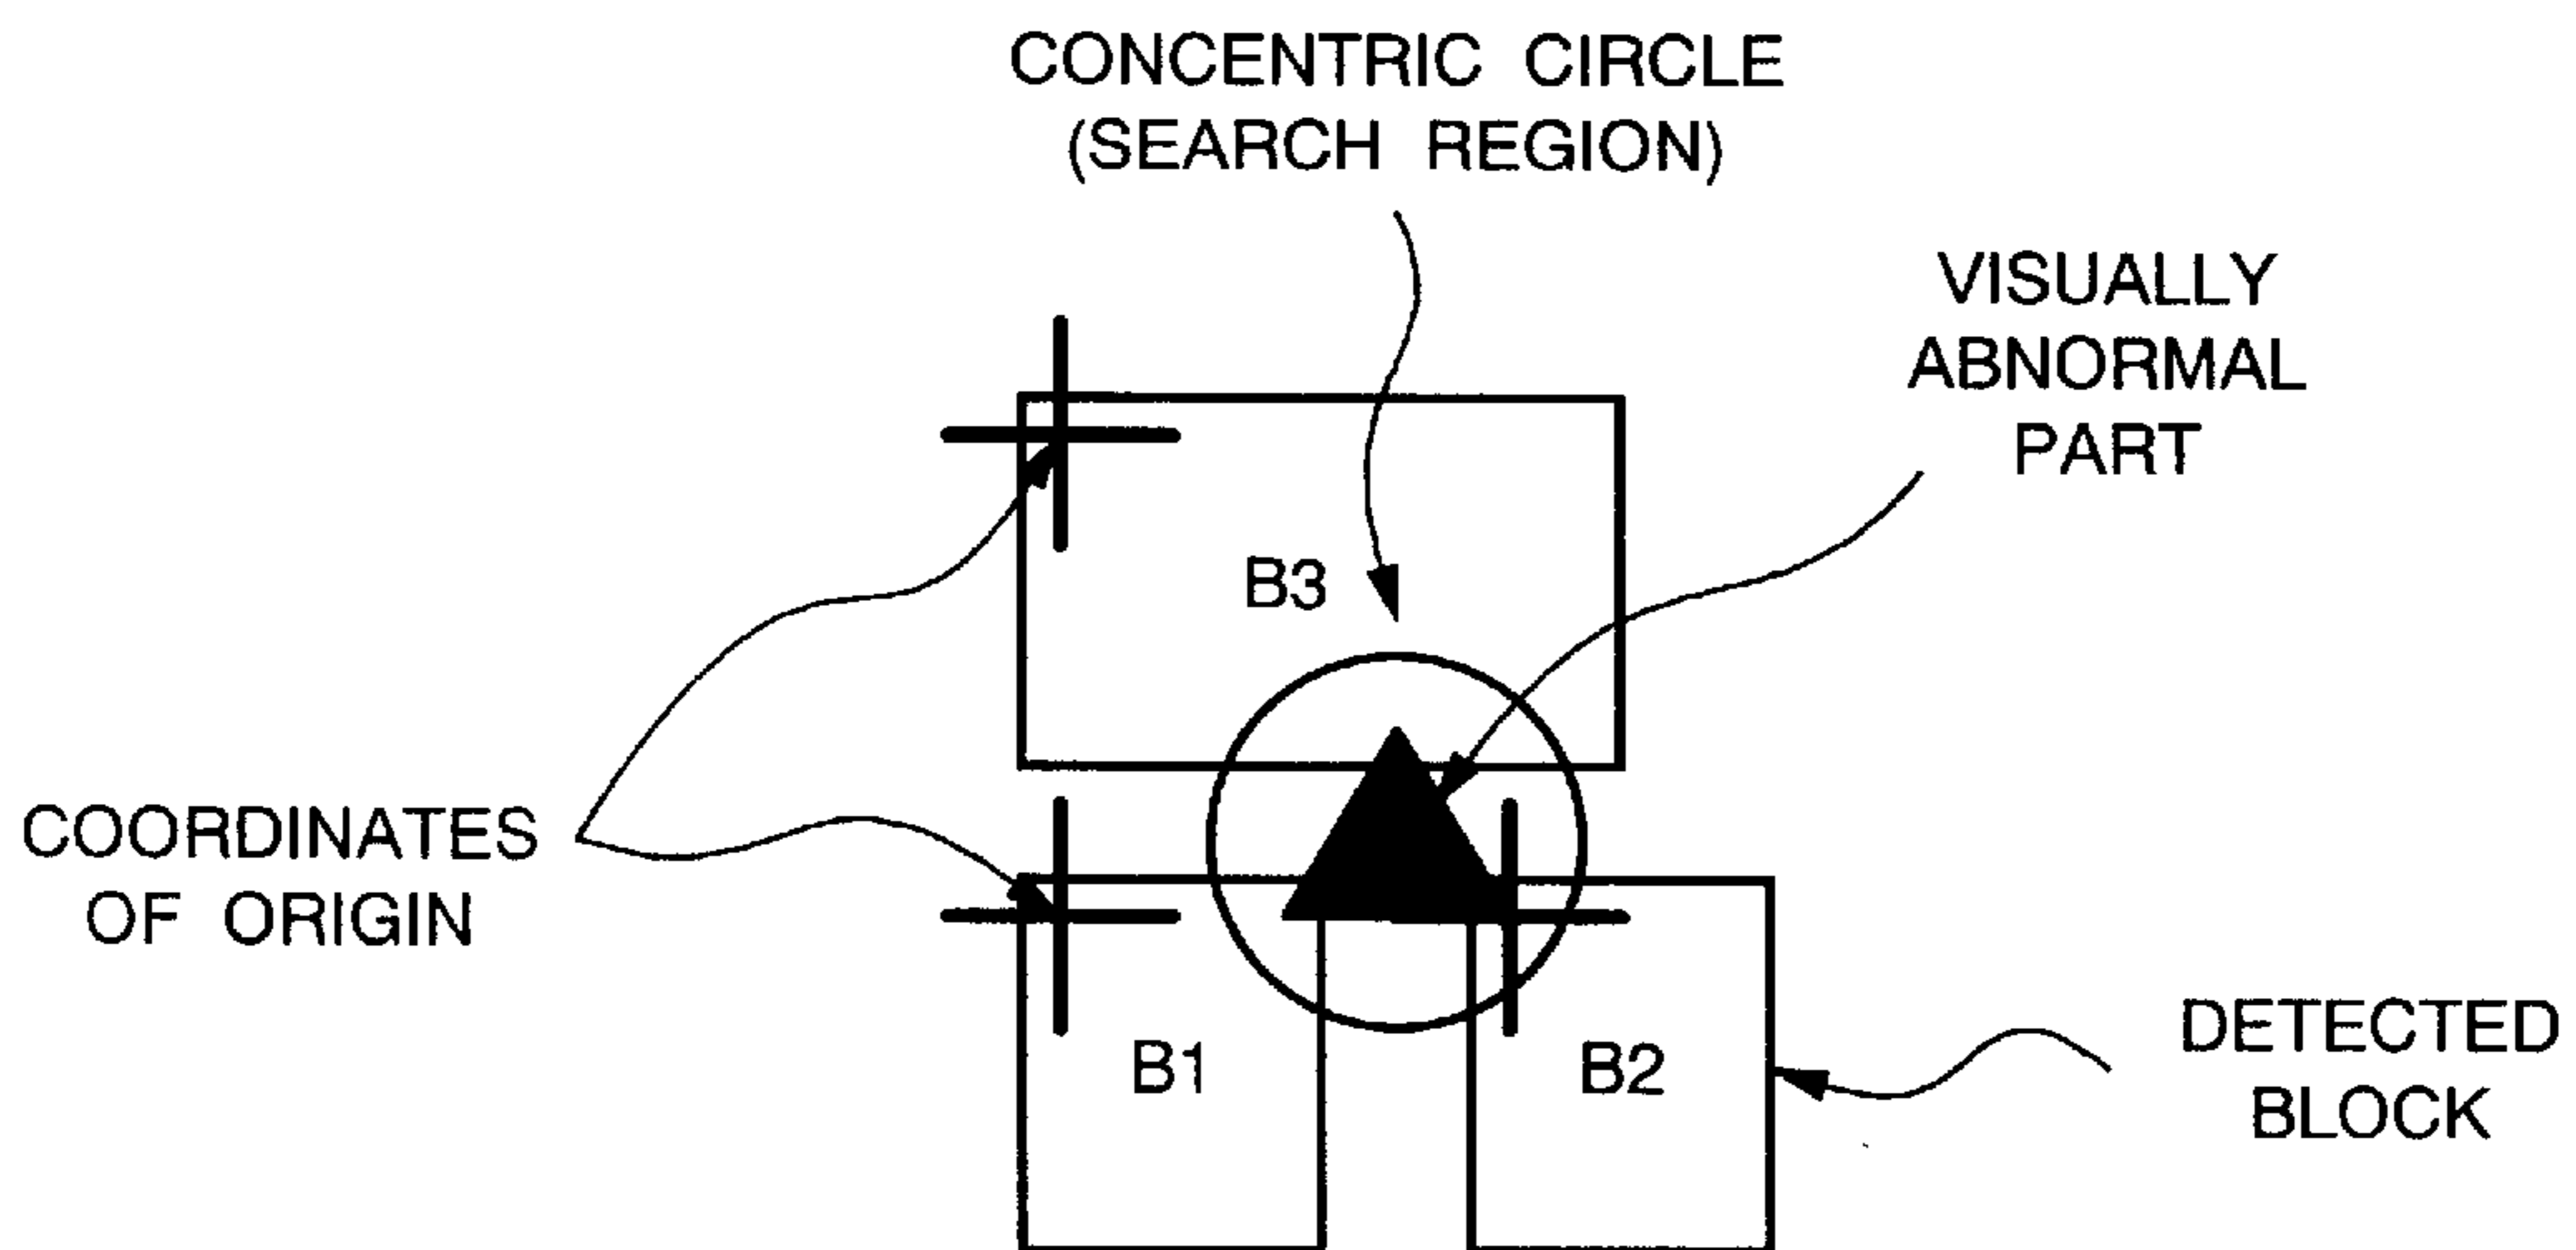 CONCENTRIC CIRCLE
(SEARCH REGION)
VISUALLY
ABNORMAL
PART
B3
COORDINATES
OF ORIGIN
B1
B2
DETECTED
BLOCK